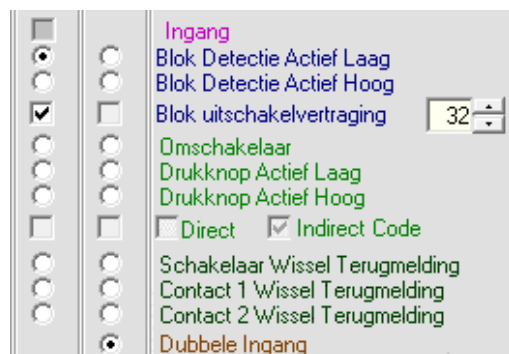 Ingang
Blok Detectie Actief Laag
Blok Detectie Actief Hoog
Blok uitschakelvertraging 32
Omschakelaar
Drukknop Actief Laag
Drukknop Actief Hoog
Direct Indirect Code
Schakelaar Wissel Terugmelding
Contact 1 Wissel Terugmelding
Contact 2 Wissel Terugmelding
Dubbele Ingang